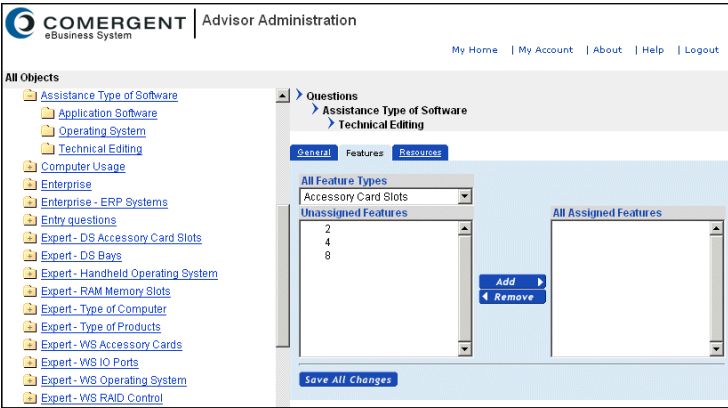 COMERGENT
eBusiness System
Advisor Administration
My Home | My Account | About | Help | Logout
All Objects
Assistance Type of Software
Application Software
Operating System
Technical Editing
Computer Usage
Enterprise
Enterprise - ERP Systems
Entry questions
Expert - DS Accessory Card Slots
Expert - DS Bays
Expert - Handheld Operating System
Expert - RAM Memory Slots
Expert - Type of Computer
Expert - Type of Products
Expert - WS Accessory Cards
Expert - WS IO Ports
Expert - WS Operating System
Expert - WS RAID Control
Questions
Assistance Type of Software
Technical Editing
General Features Resources
All Feature Types
Accessory Card Slots
Unassigned Features
2
4
8
Add
Remove
All Assigned Features
Save All Changes